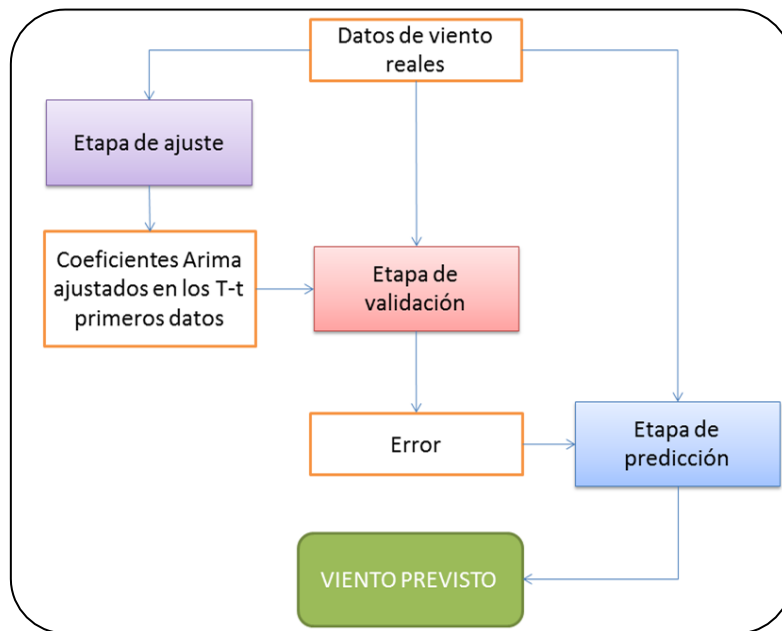 Datos de viento
reales
Etapa de ajuste
Coeficientes Arima
ajustados en los T-t
primeros datos
Etapa de
validación
Error
Etapa de
predicción
VIENTO PREVISTO